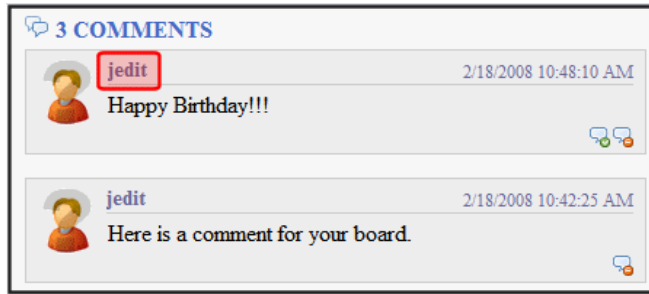 3 COMMENTS
jedit 2/18/2008 10:48:10 AM
Happy Birthday!!!
jedit 2/18/2008 10:42:25 AM
Here is a comment for your board.